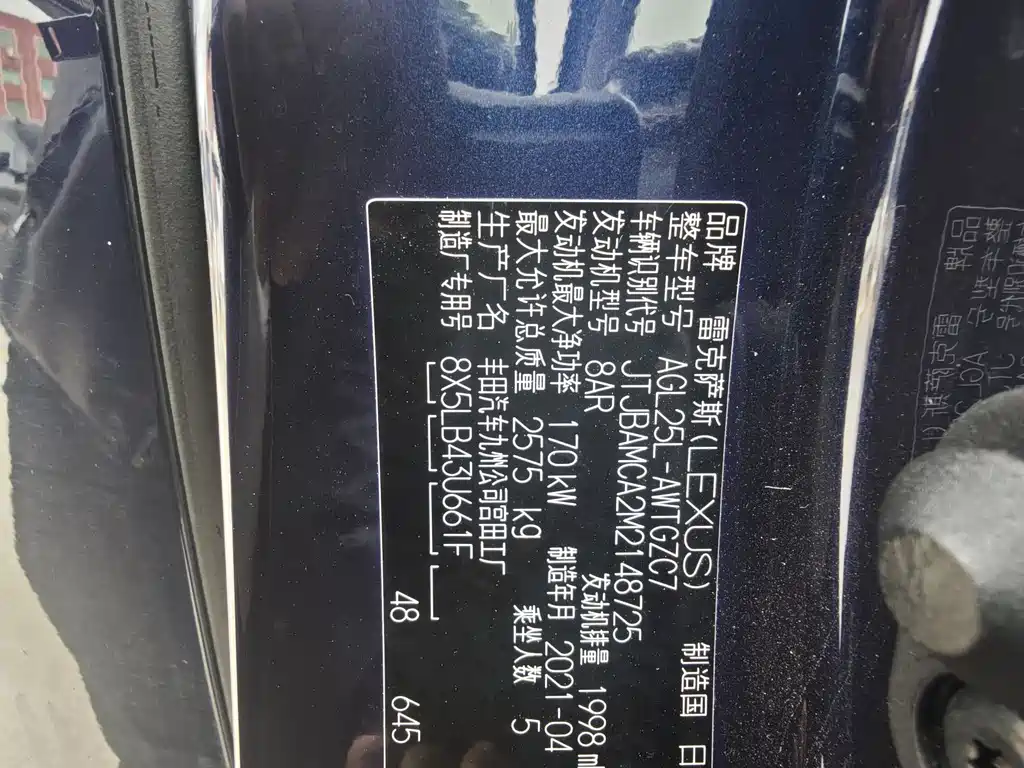 品牌 雷克萨斯(LEXUS) 制造国 日
整车型号 AGL25L-AWTGZC7
车辆识别代号 JTJBAMCA2M2148725
发动机型号 8AR 发动机排量 1998 m
发动机最大净功率 170kW 制造年月 2021-04
最大允许总质量 2575 kg 乘坐人数 5
生产厂名 丰田汽车九州公司宫田工厂
制造厂专用号 8X5LB43U661F
48 645